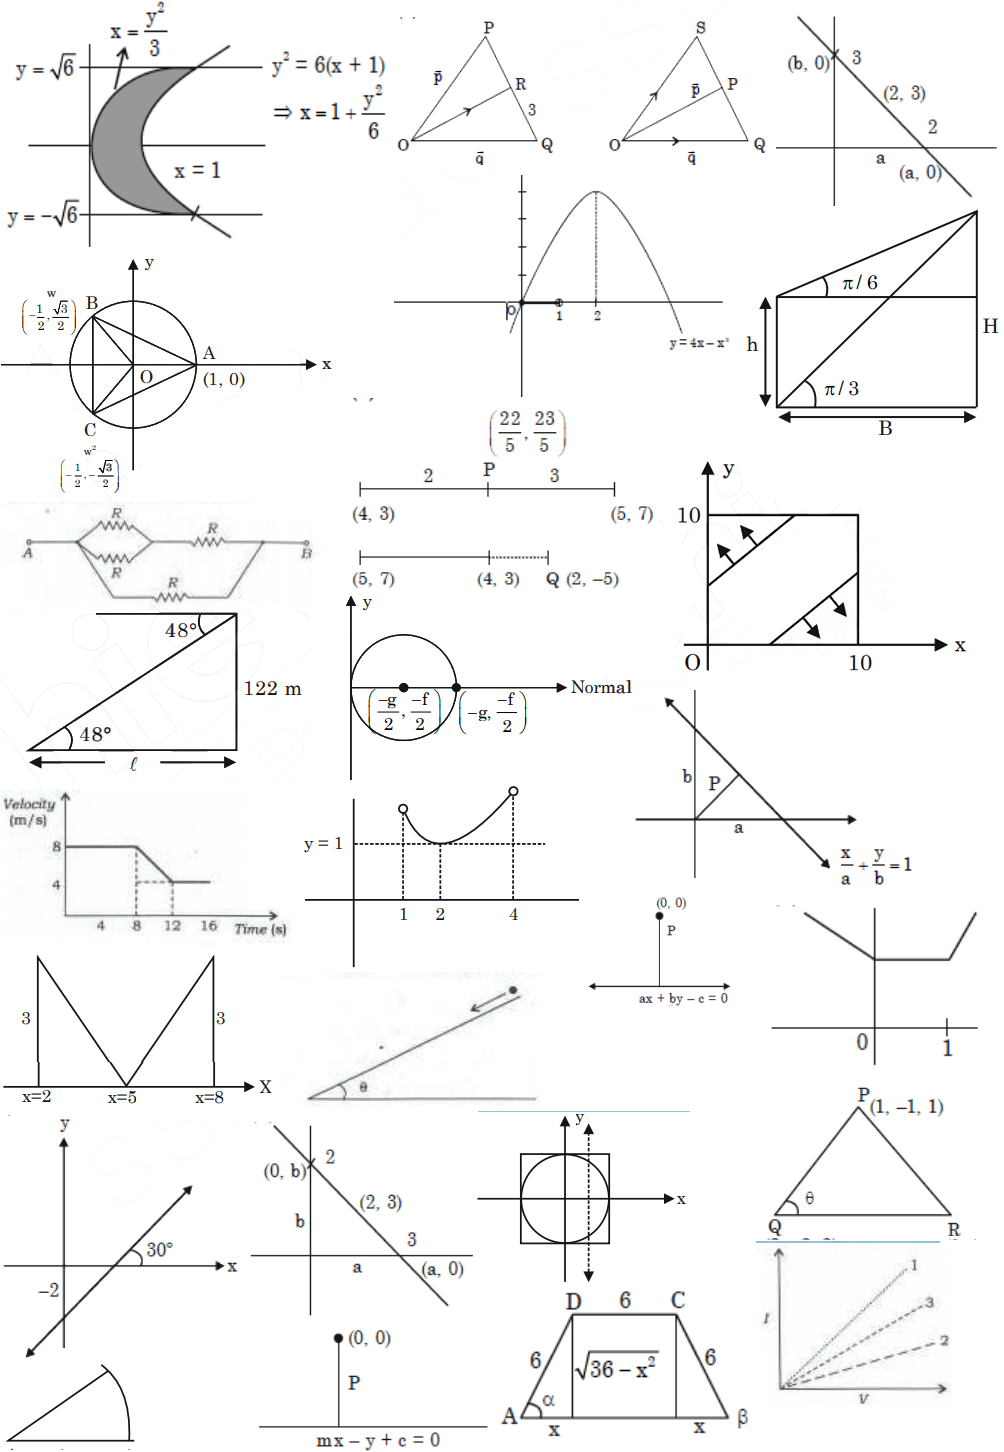 x = y²/3
y = √6
y² = 6(x + 1)
⇒ x = 1 + y²/6
x = 1
y = −√6
P
p̄
R
3
O
q̄
Q
S
p̄
P
O
q̄
Q
(b, 0)
3
(2, 3)
2
a
(a, 0)
O
1
2
y = 4x − x²
π/6
h
H
π/3
B
y
w
(−1/2, √3/2)
B
A
x
O
(1, 0)
C
w²
(−1/2, −√3/2)
(22/5, 23/5)
2
P
3
(4, 3)
(5, 7)
(5, 7)
(4, 3)
Q (2, −5)
y
10
O
10
x
R
A
R
R
B
R
48°
122 m
48°
ℓ
y
Normal
(−g/2, −f/2)
(−g, −f/2)
b
P
a
x/a + y/b = 1
Velocity
(m/s)
8
4
4 8 12 16 Time (s)
y = 1
1 2 4
(0, 0)
P
ax + by − c = 0
0
1
3
3
x=2 x=5 x=8 X
θ
P
(1, −1, 1)
θ
Q
R
y
30°
x
−2
(0, b)
2
(2, 3)
b
3
a
(a, 0)
y
x
I
1
3
2
V
D 6 C
6
√36 − x²
6
α
A
x
x
β
(0, 0)
P
mx − y + c = 0